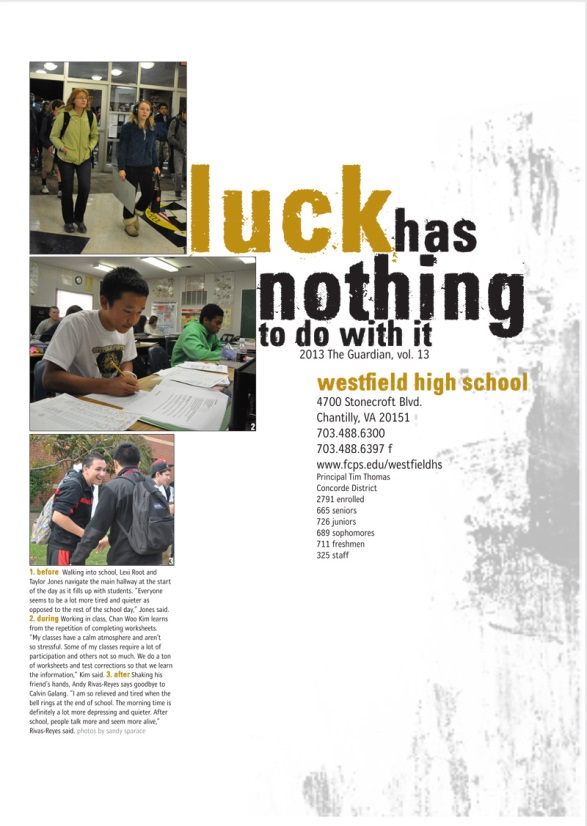 luck has
nothing
to do with it
2013 The Guardian, vol. 13
westfield high school
4700 Stonecroft Blvd.
Chantilly, VA 20151
703.488.6300
703.488.6397 f
www.fcps.edu/westfieldhs
Principal Tim Thomas
Concorde District
2791 enrolled
665 seniors
726 juniors
689 sophomores
711 freshmen
325 staff
2
3
1. before Walking into school, Lexi Root and
Taylor Jones navigate the main hallway at the start
of the day as it fills up with students. "Everyone
seems to be a lot more tired and quieter as
opposed to the rest of the school day," Jones said.
2. during Working in class, Chan Woo Kim learns
from the repetition of completing worksheets.
"My classes have a calm atmosphere and aren't
so stressful. Some of my classes require a lot of
participation and others not so much. We do a ton
of worksheets and test corrections so that we learn
the information," Kim said. 3. after Shaking his
friend's hands, Andy Rivas-Reyes says goodbye to
Calvin Galang. "I am so relieved and tired when the
bell rings at the end of school. The morning time is
definitely a lot more depressing and quieter. After
school, people talk more and seem more alive,"
Rivas-Reyes said. photos by sandy sparace